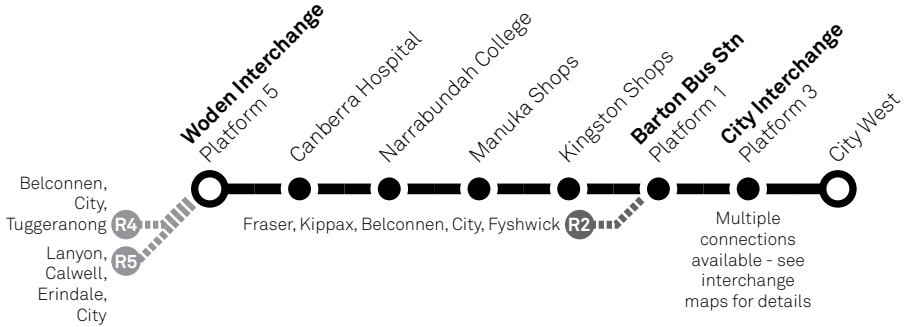 Woden Interchange
Platform 5
Canberra Hospital
Narrabundah College
Manuka Shops
Kingston Shops
Barton Bus Stn
Platform 1
City Interchange
Platform 3
City West
Belconnen,
City,
Tuggeranong
R4
Lanyon,
Calwell,
Erindale,
City
R5
Fraser, Kippax, Belconnen, City, Fyshwick
R2
Multiple
connections
available - see
interchange
maps for details